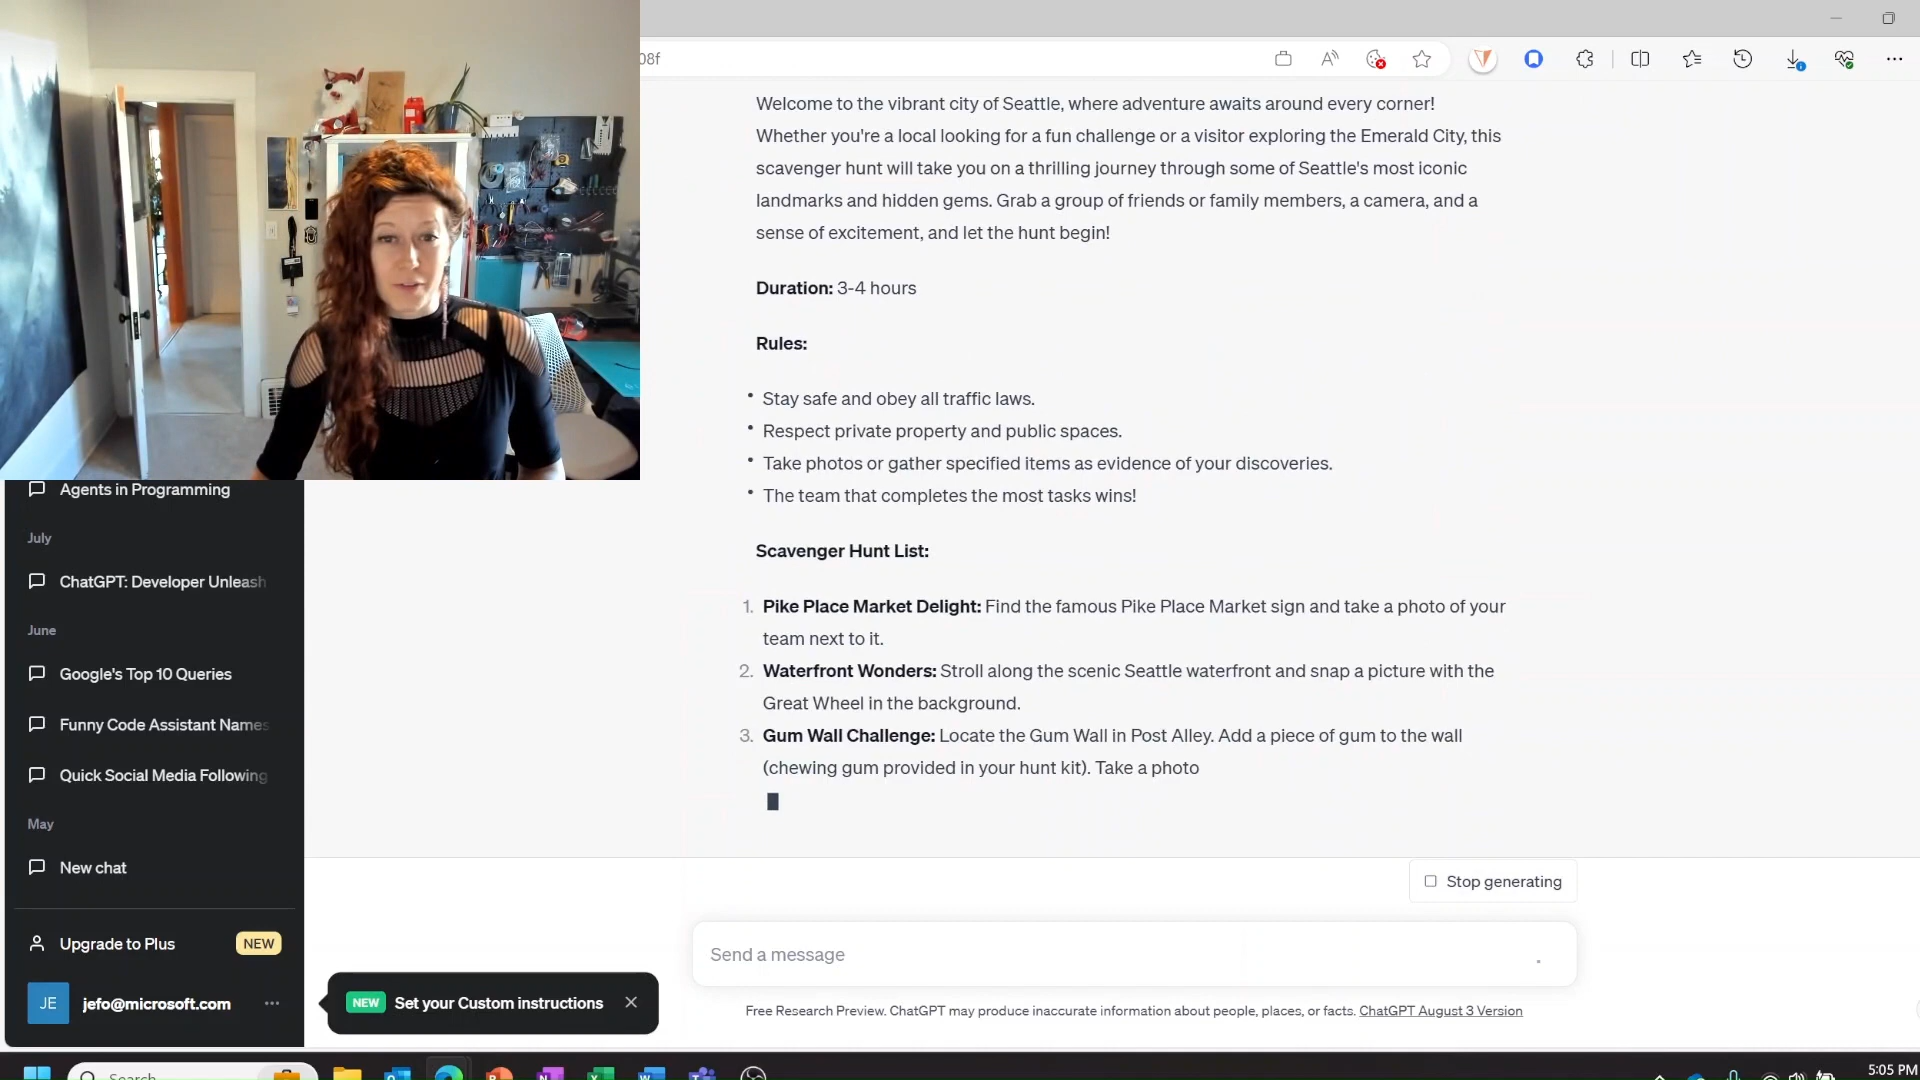 08f
Welcome to the vibrant city of Seattle, where adventure awaits around every corner!
Whether you're a local looking for a fun challenge or a visitor exploring the Emerald City, this
scavenger hunt will take you on a thrilling journey through some of Seattle's most iconic
landmarks and hidden gems. Grab a group of friends or family members, a camera, and a
sense of excitement, and let the hunt begin!
Duration: 3-4 hours
Rules:
• Stay safe and obey all traffic laws.
• Respect private property and public spaces.
• Take photos or gather specified items as evidence of your discoveries.
• The team that completes the most tasks wins!
Scavenger Hunt List:
1. Pike Place Market Delight: Find the famous Pike Place Market sign and take a photo of your
team next to it.
2. Waterfront Wonders: Stroll along the scenic Seattle waterfront and snap a picture with the
Great Wheel in the background.
3. Gum Wall Challenge: Locate the Gum Wall in Post Alley. Add a piece of gum to the wall
(chewing gum provided in your hunt kit). Take a photo
Stop generating
Send a message
Free Research Preview. ChatGPT may produce inaccurate information about people, places, or facts. ChatGPT August 3 Version
Agents in Programming
July
ChatGPT: Developer Unleash
June
Google's Top 10 Queries
Funny Code Assistant Names
Quick Social Media Following
May
New chat
Upgrade to Plus NEW
JE jefo@microsoft.com ...
NEW Set your Custom instructions
Search
5:05 PM